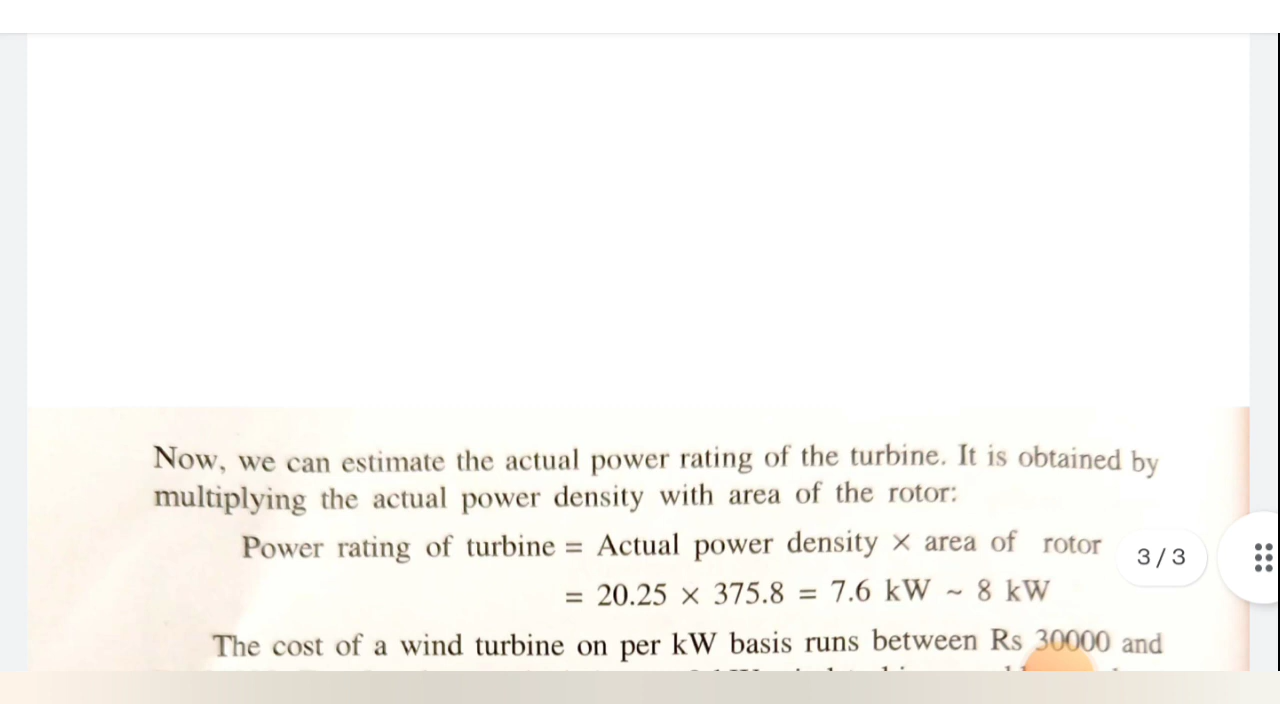 Now, we can estimate the actual power rating of the turbine. It is obtained by
multiplying the actual power density with area of the rotor:
Power rating of turbine = Actual power density × area of rotor
3 / 3
= 20.25 × 375.8 = 7.6 kW ~ 8 kW
The cost of a wind turbine on per kW basis runs between Rs 30000 and